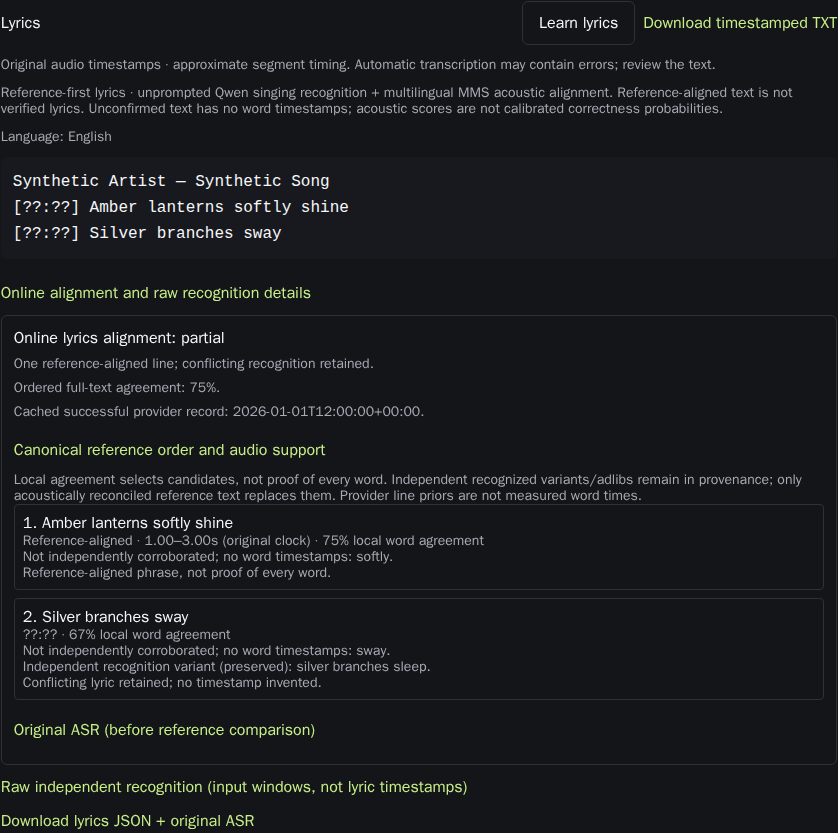 Lyrics
Learn lyrics
Download timestamped TXT
Original audio timestamps · approximate segment timing. Automatic transcription may contain errors; review the text.
Reference-first lyrics · unprompted Qwen singing recognition + multilingual MMS acoustic alignment. Reference-aligned text is not
verified lyrics. Unconfirmed text has no word timestamps; acoustic scores are not calibrated correctness probabilities.
Language: English
Synthetic Artist — Synthetic Song
[??:??] Amber lanterns softly shine
[??:??] Silver branches sway
Online alignment and raw recognition details
Online lyrics alignment: partial
One reference-aligned line; conflicting recognition retained.
Ordered full-text agreement: 75%.
Cached successful provider record: 2026-01-01T12:00:00+00:00.
Canonical reference order and audio support
Local agreement selects candidates, not proof of every word. Independent recognized variants/adlibs remain in provenance; only
acoustically reconciled reference text replaces them. Provider line priors are not measured word times.
1. Amber lanterns softly shine
Reference-aligned · 1.00–3.00s (original clock) · 75% local word agreement
Not independently corroborated; no word timestamps: softly.
Reference-aligned phrase, not proof of every word.
2. Silver branches sway
??:?? · 67% local word agreement
Not independently corroborated; no word timestamps: sway.
Independent recognition variant (preserved): silver branches sleep.
Conflicting lyric retained; no timestamp invented.
Original ASR (before reference comparison)
Raw independent recognition (input windows, not lyric timestamps)
Download lyrics JSON + original ASR